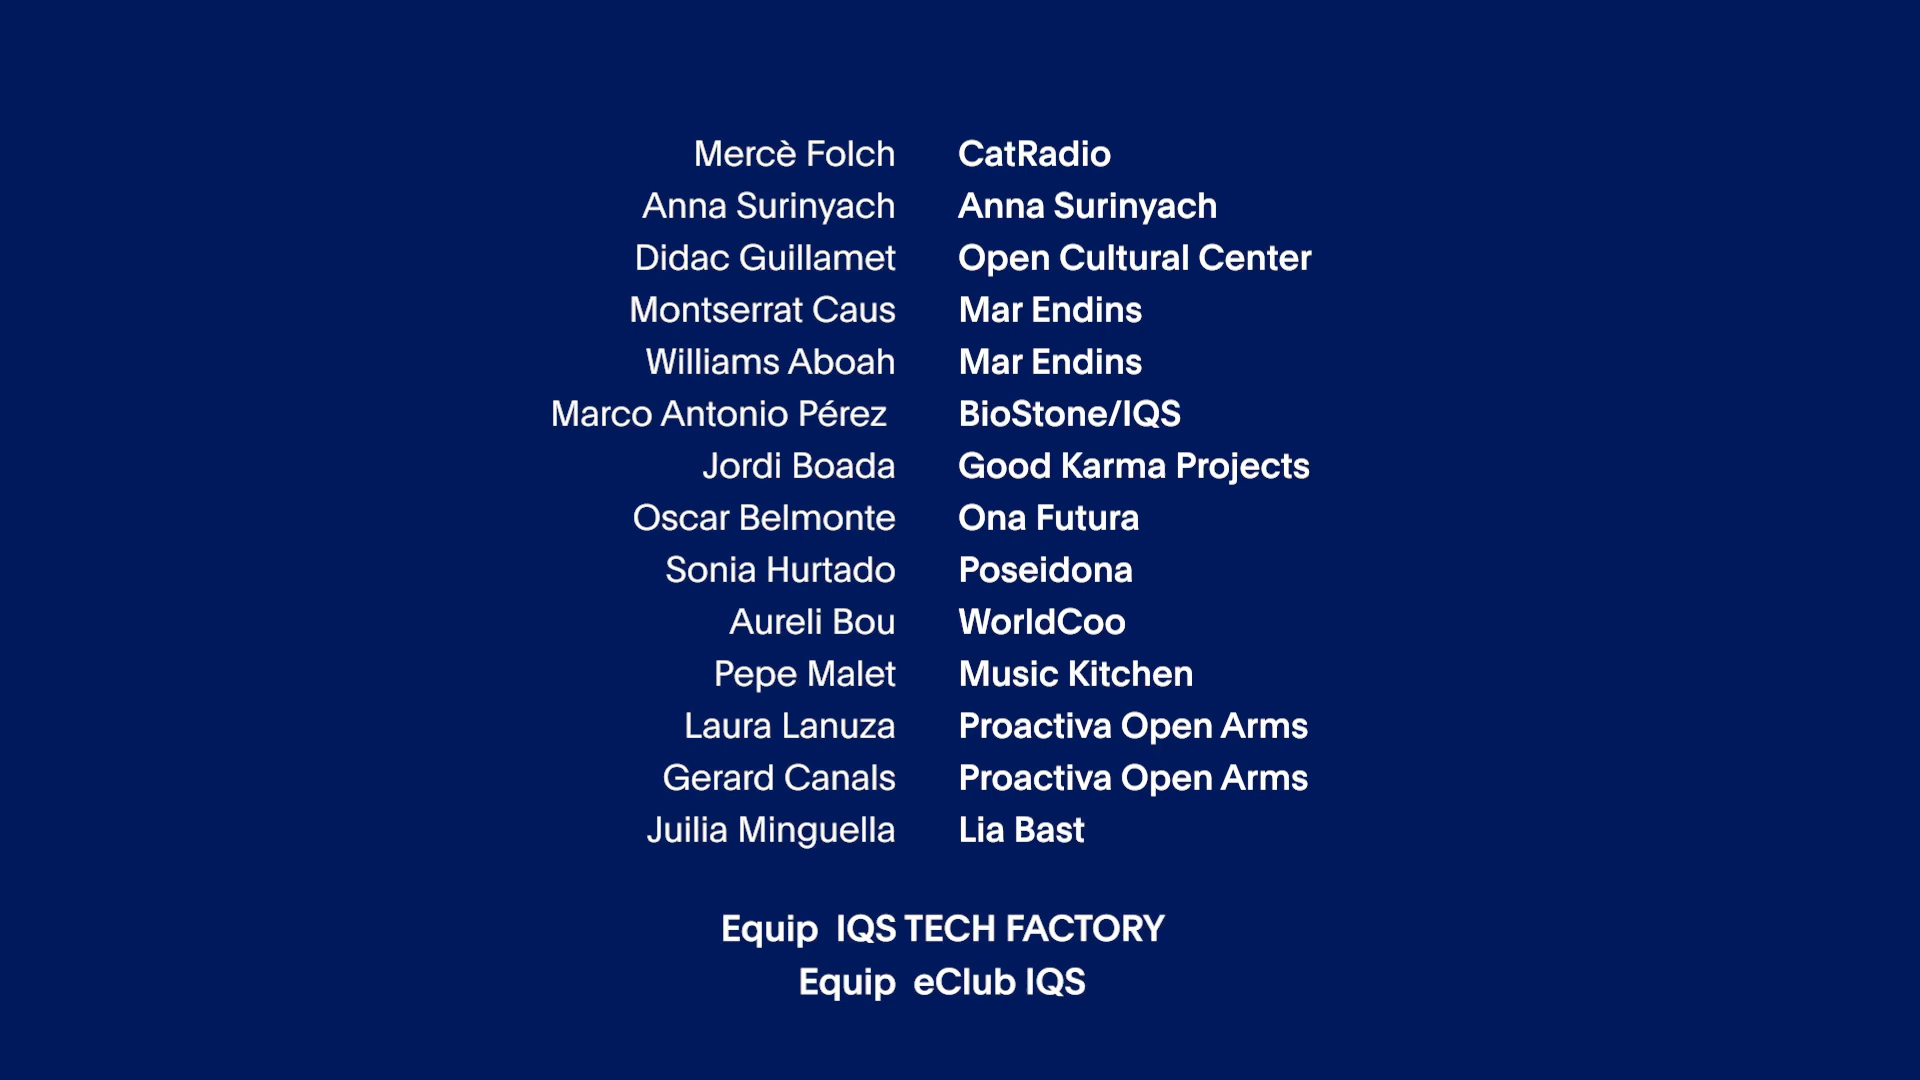 Mercè Folch CatRadio
Anna Surinyach Anna Surinyach
Didac Guillamet Open Cultural Center
Montserrat Caus Mar Endins
Williams Aboah Mar Endins
Marco Antonio Pérez BioStone/IQS
Jordi Boada Good Karma Projects
Oscar Belmonte Ona Futura
Sonia Hurtado Poseidona
Aureli Bou WorldCoo
Pepe Malet Music Kitchen
Laura Lanuza Proactiva Open Arms
Gerard Canals Proactiva Open Arms
Juilia Minguella Lia Bast
Equip IQS TECH FACTORY
Equip eClub IQS